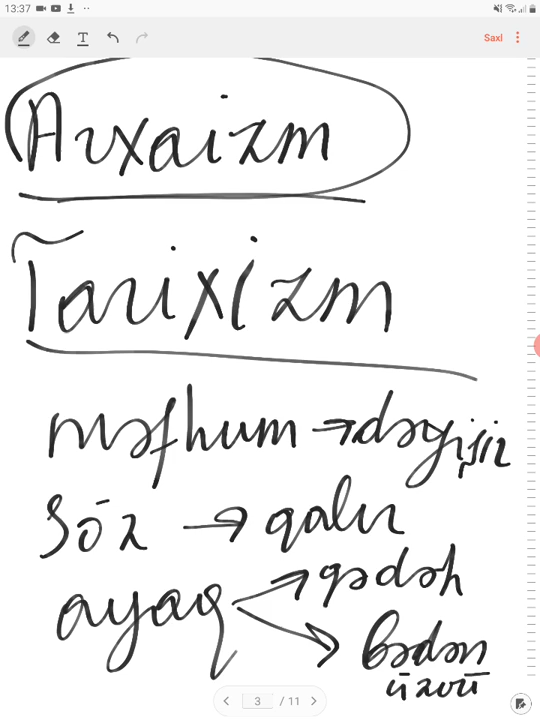 13:37
T Saxl
Arxaizm
Tarixizm
məfhum → dəyişir
Söz → qalır
ayaq → qədəh
→ bədən
üzvü
3 / 11